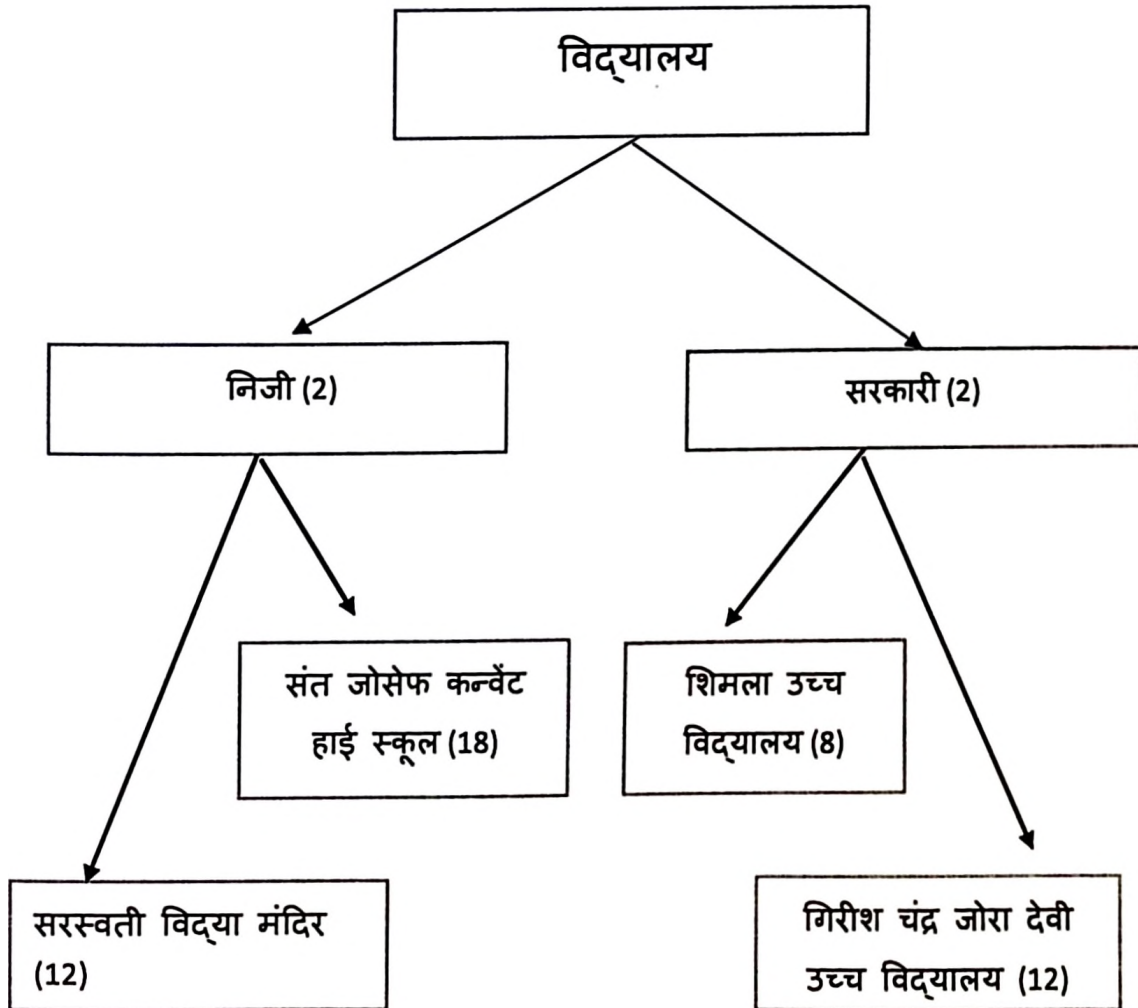 विद्यालय
निजी (2)
सरकारी (2)
संत जोसेफ कन्वेंट
हाई स्कूल (18)
शिमला उच्च
विद्यालय (8)
सरस्वती विद्या मंदिर
(12)
गिरीश चंद्र जोरा देवी
उच्च विद्यालय (12)